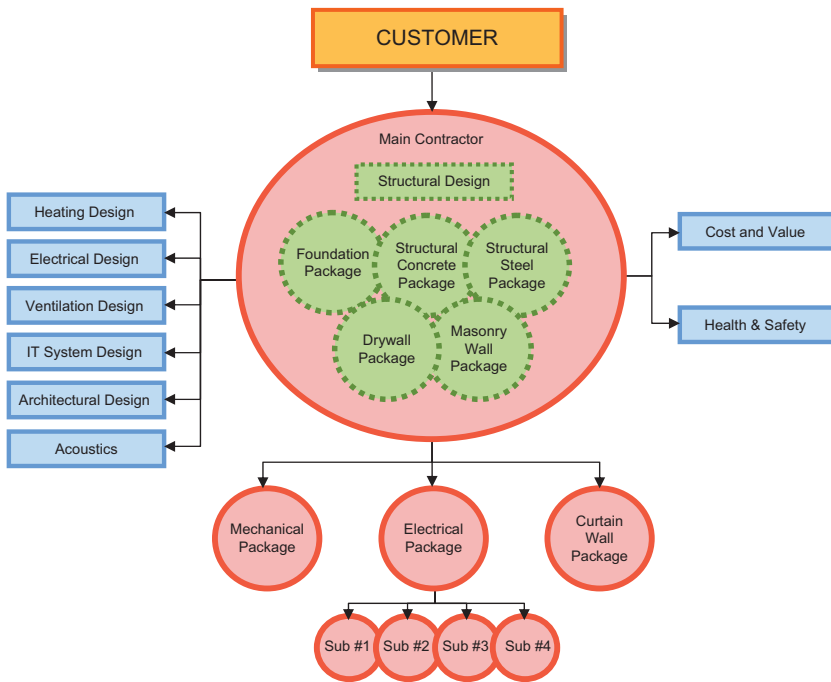 CUSTOMER
Main Contractor
Structural Design
Foundation
Package
Structural
Concrete
Package
Structural
Steel
Package
Drywall
Package
Masonry
Wall
Package
Heating Design
Electrical Design
Ventilation Design
IT System Design
Architectural Design
Acoustics
Cost and Value
Health & Safety
Mechanical
Package
Electrical
Package
Curtain
Wall
Package
Sub #1
Sub #2
Sub #3
Sub #4